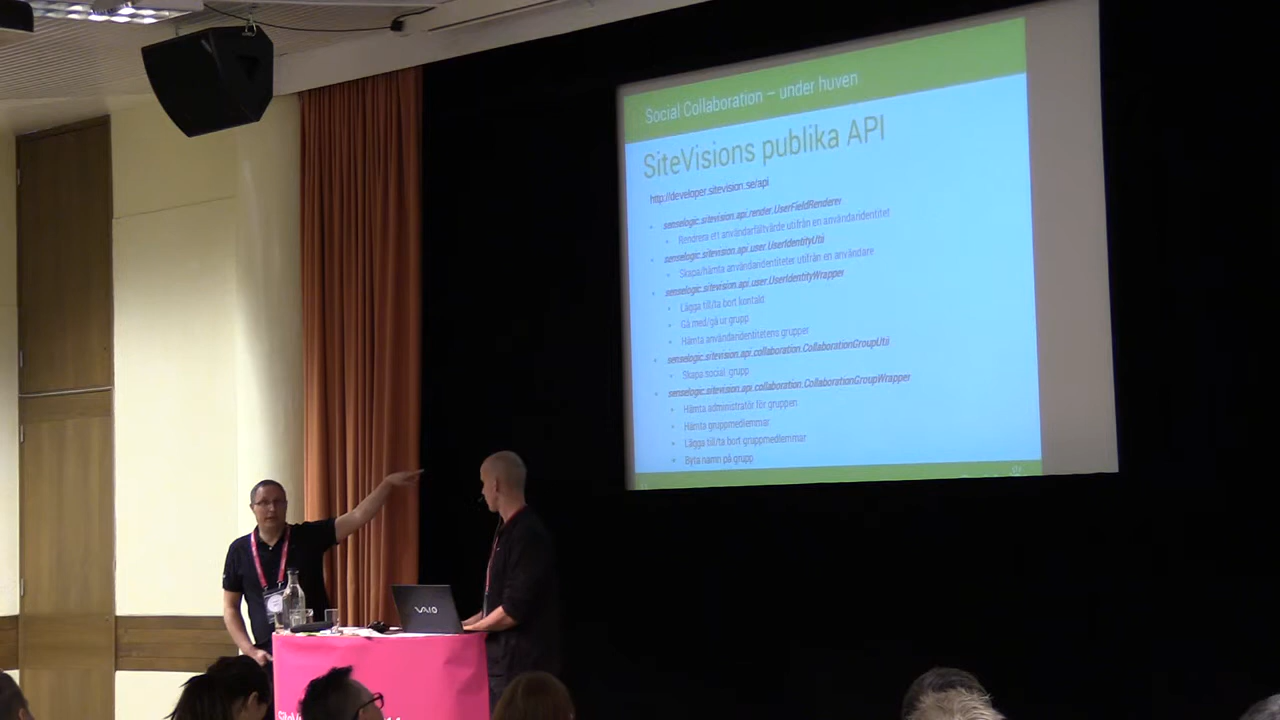 Social Collaboration – under huven
SiteVisions publika API
http://developer.sitevision.se/api
senselogic.sitevision.api.render.UserFieldRenderer
Rendrera ett användarfältvärde utifrån en användaridentitet
senselogic.sitevision.api.user.UserIdentityUtil
Skapa/hämta användaridentiteter utifrån en användare
senselogic.sitevision.api.user.UserIdentityWrapper
Lägga till/ta bort kontakt
Gå med/gå ur grupp
Hämta användaridentitetens grupper
senselogic.sitevision.api.collaboration.CollaborationGroupUtil
Skapa social grupp
senselogic.sitevision.api.collaboration.CollaborationGroupWrapper
Hämta administratör för gruppen
Hämta gruppmedlemmar
Lägga till/ta bort gruppmedlemmar
Byta namn på grupp
VAIO